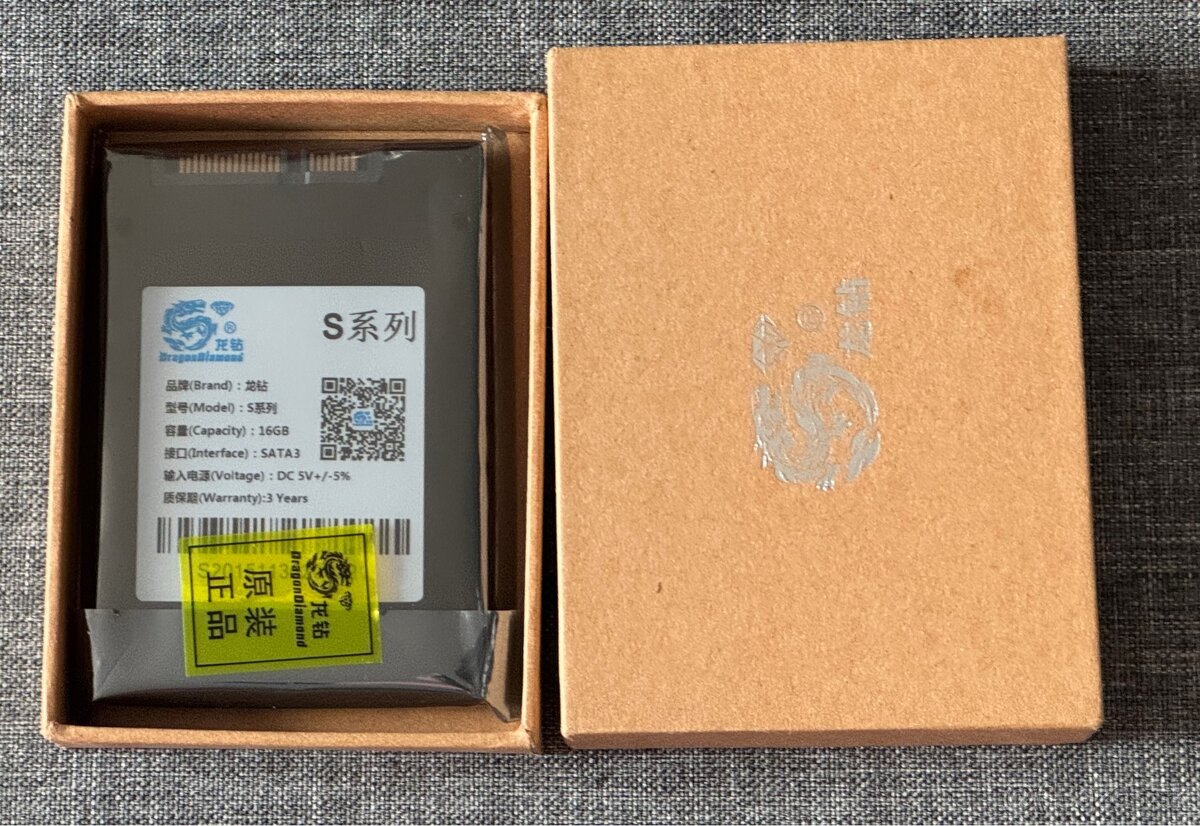 ® 龙钻
DragonDiamond
S系列
品牌(Brand)：龙钻
型号(Model)：S系列
容量(Capacity)：16GB
接口(Interface)：SATA3
输入电源(Voltage)：DC 5V+/-5%
质保期(Warranty):3 Years
龙钻
DragonDiamond
原装
正品
® 龙钻